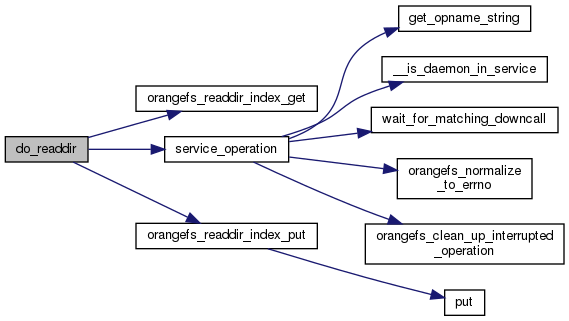 get_opname_string
__is_daemon_in_service
orangefs_readdir_index_get
wait_for_matching_downcall
do_readdir
service_operation
orangefs_normalize
_to_errno
orangefs_readdir_index_put
orangefs_clean_up_interrupted
_operation
put